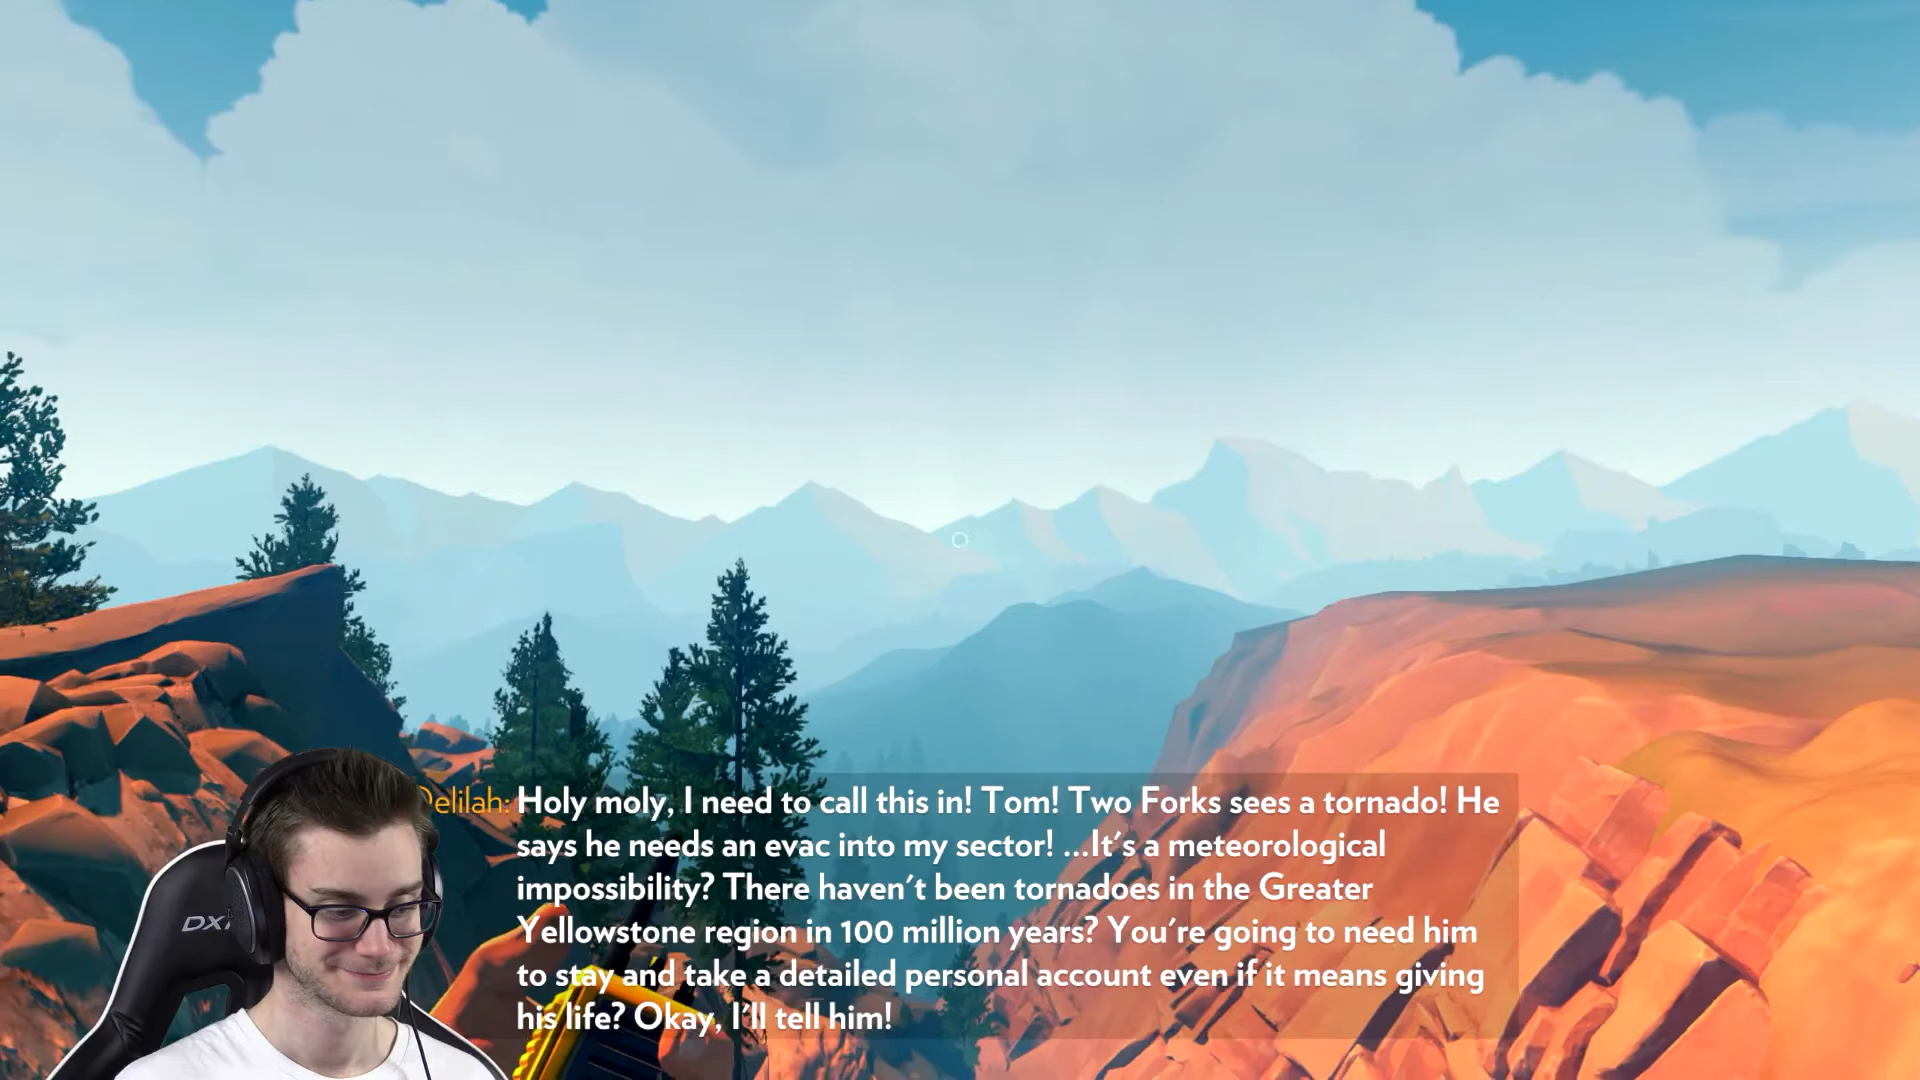 Delilah: Holy moly, I need to call this in! Tom! Two Forks sees a tornado! He
says he needs an evac into my sector! ...It's a meteorological
impossibility? There haven't been tornadoes in the Greater
Yellowstone region in 100 million years? You're going to need him
to stay and take a detailed personal account even if it means giving
his life? Okay, I'll tell him!